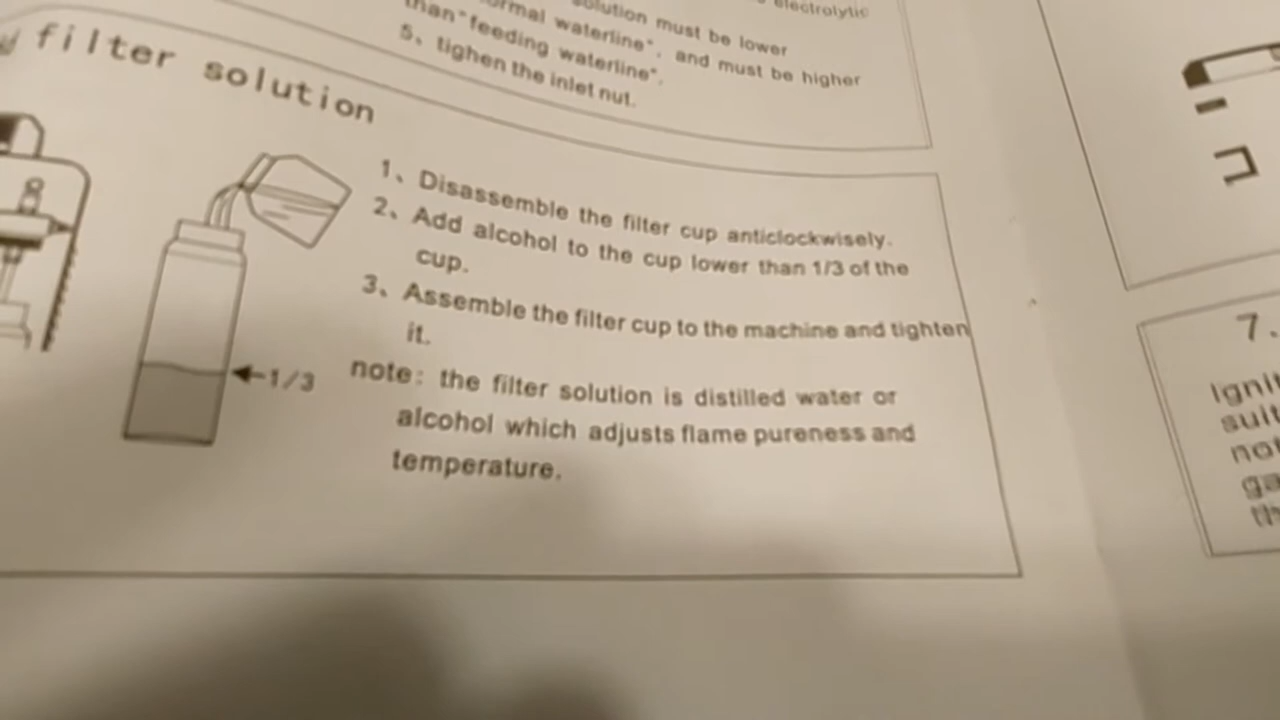 electrolytic
solution must be lower
normal waterline", and must be higher
than "feeding waterline".
5、tighen the inlet nut.
filter solution
1、Disassemble the filter cup anticlockwisely.
2、Add alcohol to the cup lower than 1/3 of the
cup.
3、Assemble the filter cup to the machine and tighten
it.
note: the filter solution is distilled water or
alcohol which adjusts flame pureness and
temperature.
1/3
7.